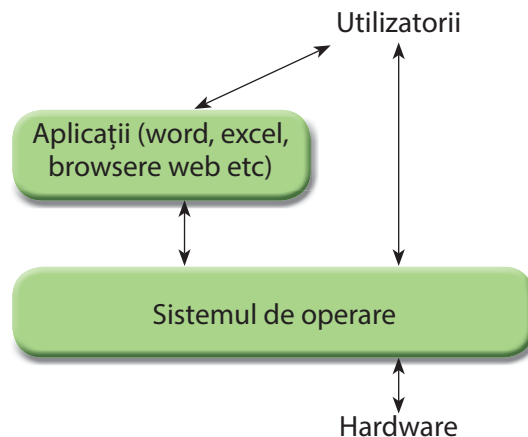 Utilizatorii
Aplicații (word, excel,
browsere web etc)
Sistemul de operare
Hardware